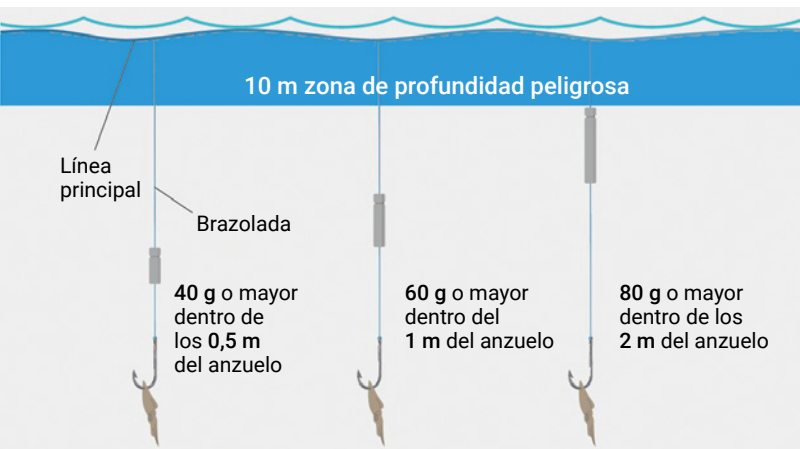 10 m zona de profundidad peligrosa
Línea
principal
Brazolada
40 g o mayor
dentro de
los 0,5 m
del anzuelo
60 g o mayor
dentro del
1 m del anzuelo
80 g o mayor
dentro de los
2 m del anzuelo